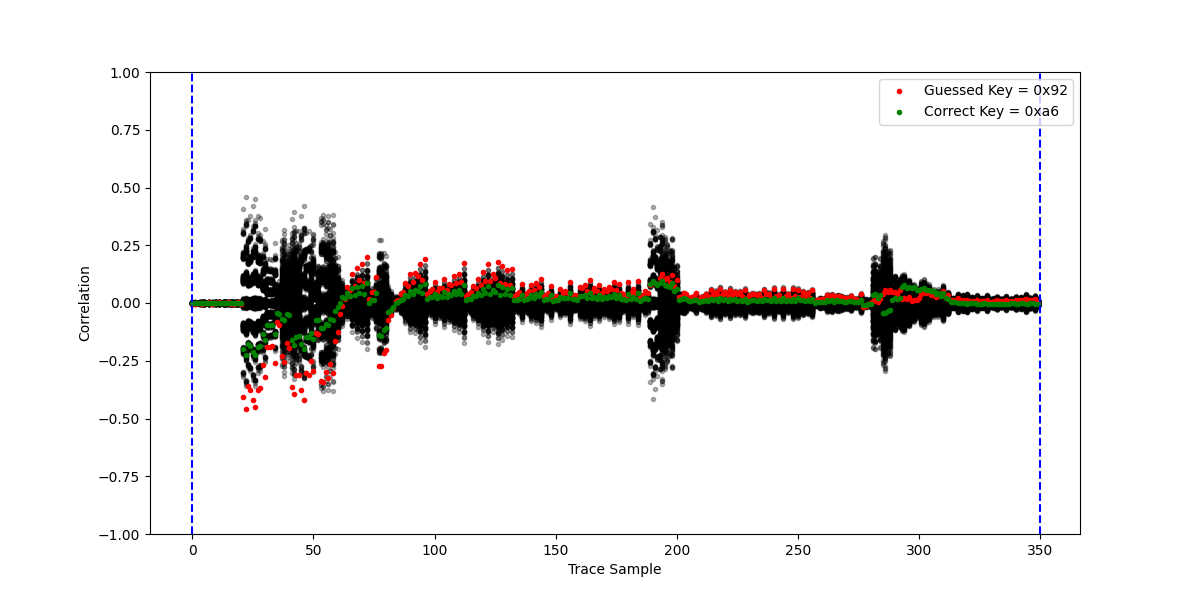 Guessed Key = 0x92
Correct Key = 0xa6
1.00
0.75
0.50
0.25
0.00
−0.25
−0.50
−0.75
−1.00
Correlation
0 50 100 150 200 250 300 350
Trace Sample